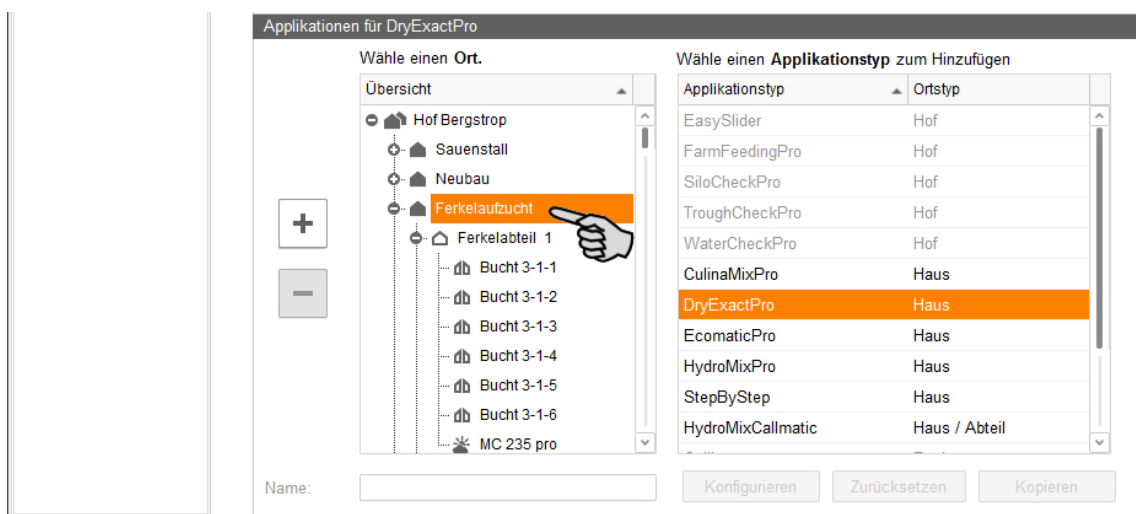 Applikationen für DryExactPro
Wähle einen Ort.
Übersicht
Hof Bergstrop
Sauenstall
Neubau
Ferkelaufzucht
Ferkelabteil 1
Bucht 3-1-1
Bucht 3-1-2
Bucht 3-1-3
Bucht 3-1-4
Bucht 3-1-5
Bucht 3-1-6
MC 235 pro
Wähle einen Applikationstyp zum Hinzufügen
Applikationstyp Ortstyp
EasySlider Hof
FarmFeedingPro Hof
SiloCheckPro Hof
TroughCheckPro Hof
WaterCheckPro Hof
CulinaMixPro Haus
DryExactPro Haus
EcomaticPro Haus
HydroMixPro Haus
StepByStep Haus
HydroMixCallmatic Haus / Abteil
Name:
Konfigurieren Zurücksetzen Kopieren